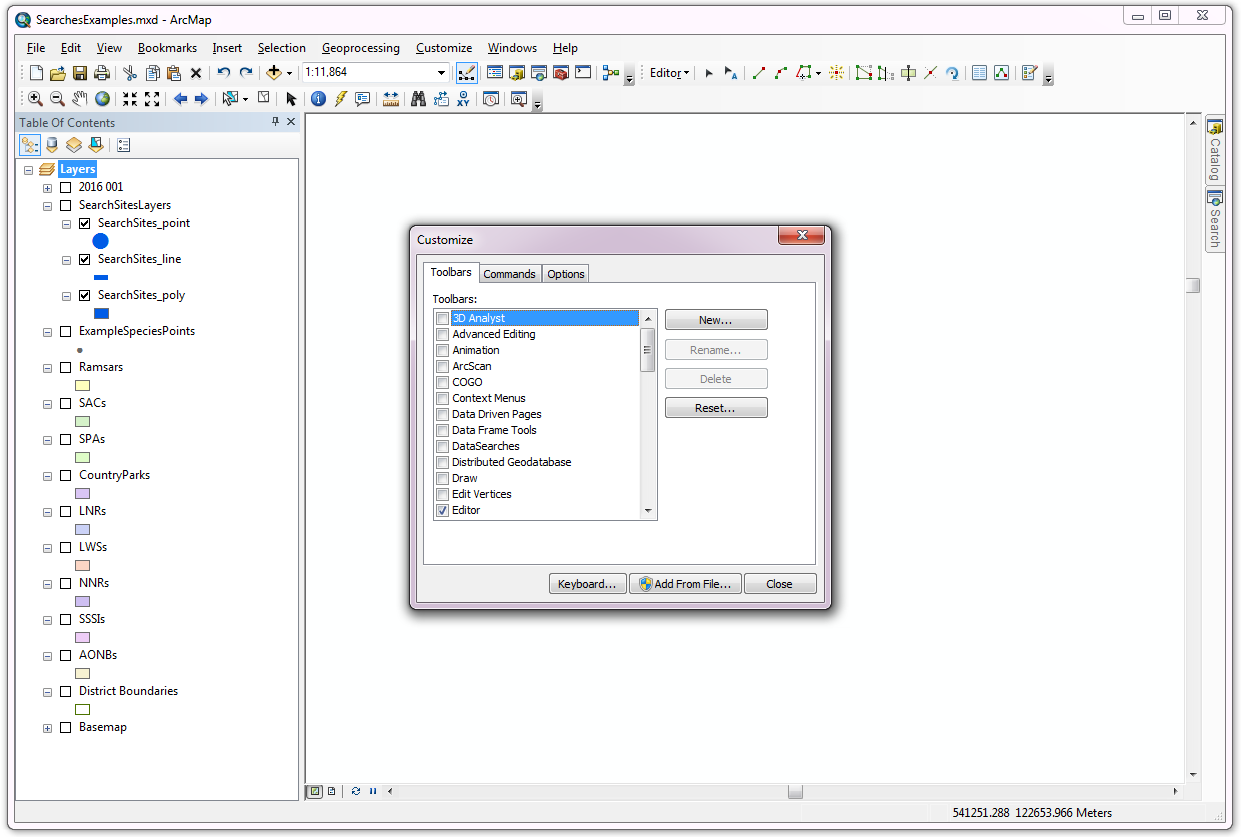 SearchesExamples.mxd - ArcMap
File Edit View Bookmarks Insert Selection Geoprocessing Customize Windows Help
1:11,864 Editor
XY
Table Of Contents
Layers
2016 001
SearchSitesLayers
SearchSites_point
SearchSites_line
SearchSites_poly
ExampleSpeciesPoints
Ramsars
SACs
SPAs
CountryParks
LNRs
LWSs
NNRs
SSSIs
AONBs
District Boundaries
Basemap
Customize
Toolbars Commands Options
Toolbars:
3D Analyst
Advanced Editing
Animation
ArcScan
COGO
Context Menus
Data Driven Pages
Data Frame Tools
DataSearches
Distributed Geodatabase
Draw
Edit Vertices
Editor
New...
Rename...
Delete
Reset...
Keyboard... Add From File... Close
Catalog
Search
541251.288 122653.966 Meters